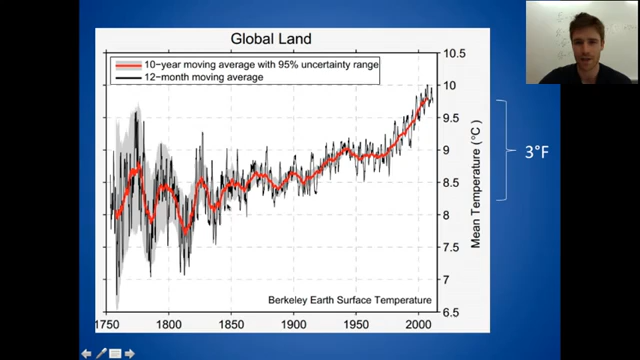 Global Land
10-year moving average with 95% uncertainty range
12-month moving average
10.5
10
9.5
9
8.5
8
7.5
7
6.5
Mean Temperature (°C)
3°F
Berkeley Earth Surface Temperature
1750 1800 1850 1900 1950 2000